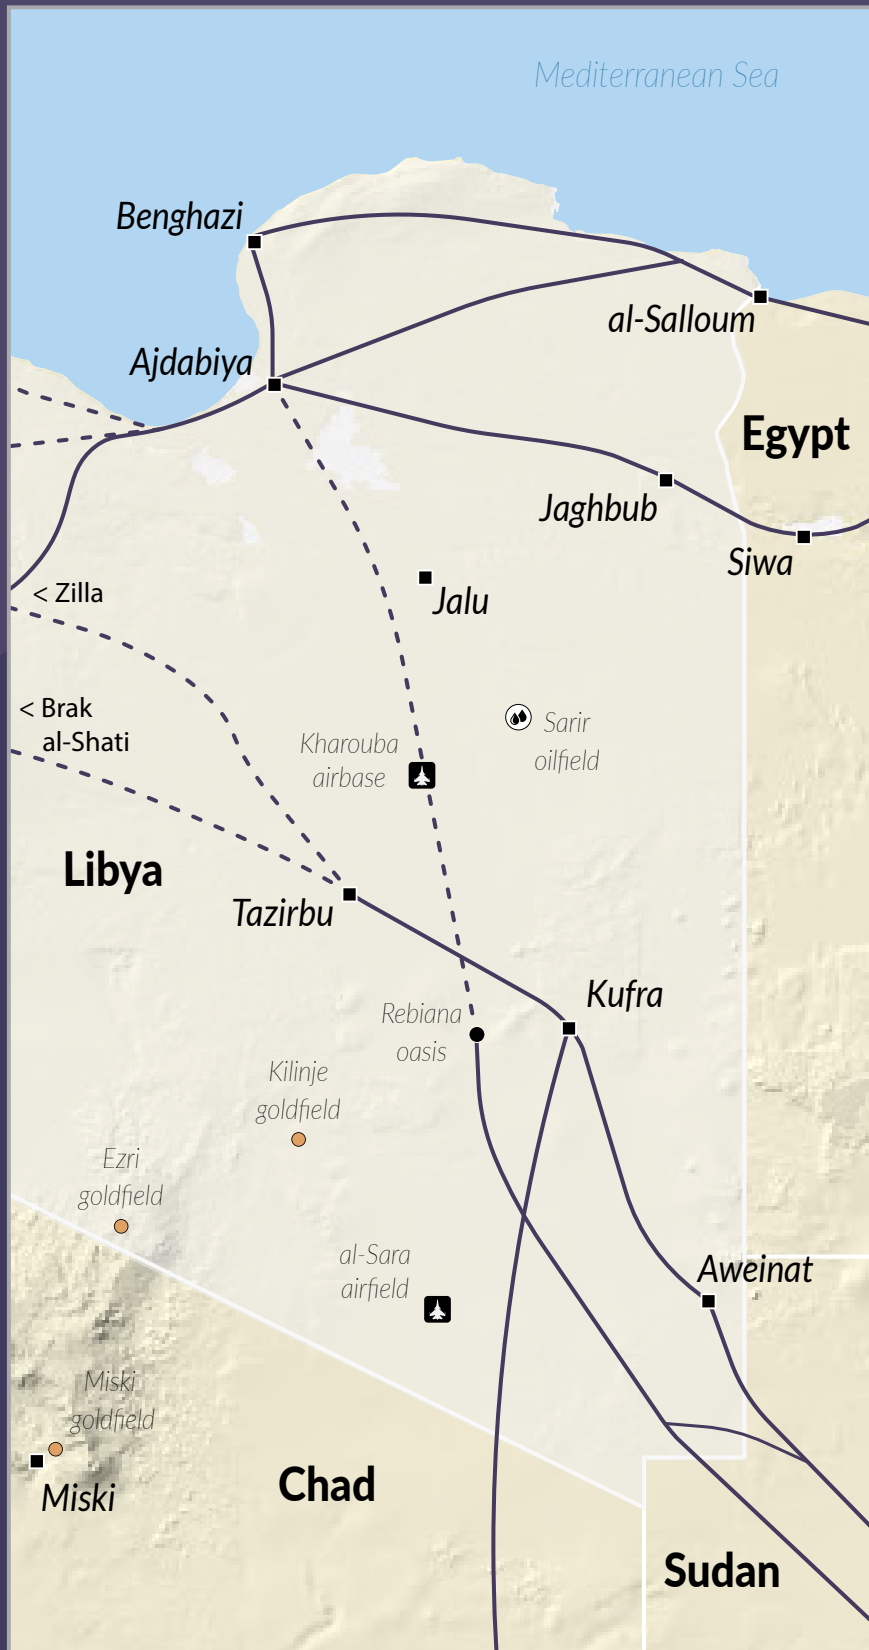 Mediterranean Sea
Benghazi
al-Salloum
Ajdabiya
Egypt
Jaghbub
Siwa
Jalu
< Zilla
< Brak
al-Shati
Sarir
oilfield
Kharouba
airbase
Libya
Tazirbu
Kufra
Rebiana
oasis
Kilinje
goldfield
Ezri
goldfield
al-Sara
airfield
Aweinat
Miski
goldfield
Miski
Chad
Sudan